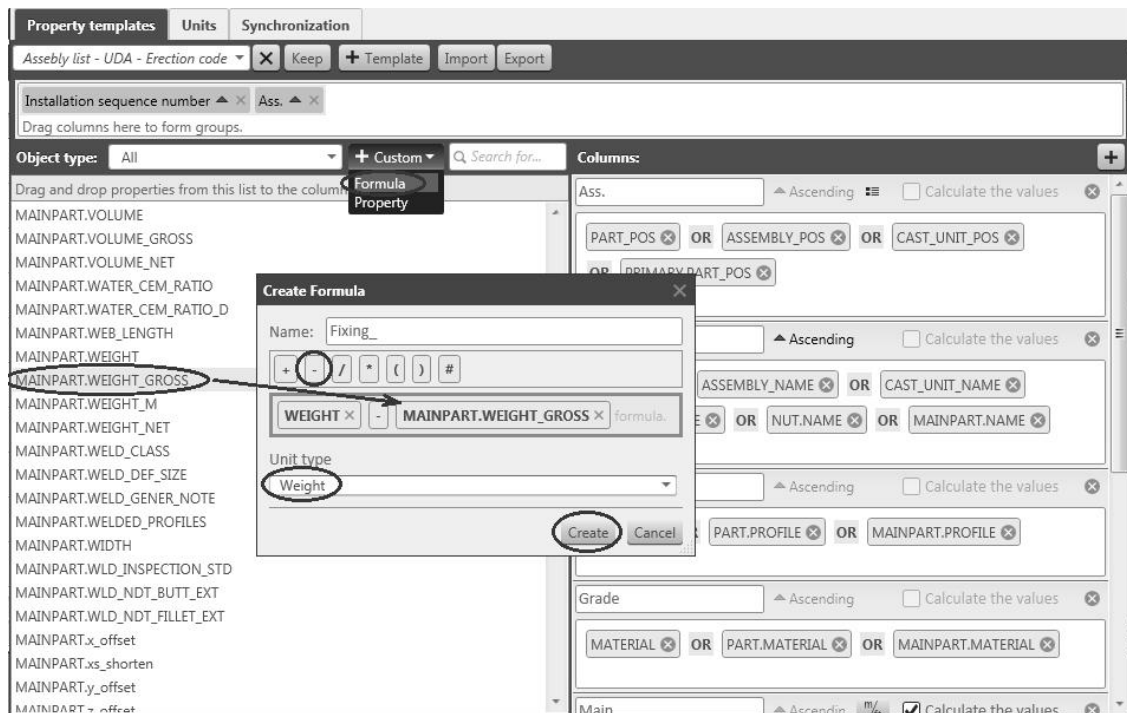 Property templates Units Synchronization
Assebly list - UDA - Erection code Keep + Template Import Export
Installation sequence number Ass.
Drag columns here to form groups.
Object type: All + Custom Search for... Columns: +
Formula
Property
Drag and drop properties from this list to the column
MAINPART.VOLUME
MAINPART.VOLUME_GROSS
MAINPART.VOLUME_NET
MAINPART.WATER_CEM_RATIO
MAINPART.WATER_CEM_RATIO_D
MAINPART.WEB_LENGTH
MAINPART.WEIGHT
MAINPART.WEIGHT_GROSS
MAINPART.WEIGHT_M
MAINPART.WEIGHT_NET
MAINPART.WELD_CLASS
MAINPART.WELD_DEF_SIZE
MAINPART.WELD_GENER_NOTE
MAINPART.WELDED_PROFILES
MAINPART.WIDTH
MAINPART.WLD_INSPECTION_STD
MAINPART.WLD_NDT_BUTT_EXT
MAINPART.WLD_NDT_FILLET_EXT
MAINPART.x_offset
MAINPART.xs_shorten
MAINPART.y_offset
MAINPART.z_offset
Create Formula
Name: Fixing_
+ - / * ( ) #
WEIGHT - MAINPART.WEIGHT_GROSS formula.
Unit type
Weight
Create Cancel
Ass. Ascending Calculate the values
PART_POS OR ASSEMBLY_POS OR CAST_UNIT_POS
OR PRIMARY.PART_POS
Ascending Calculate the values
ASSEMBLY_NAME OR CAST_UNIT_NAME OR
E OR NUT.NAME OR MAINPART.NAME
Ascending Calculate the values
PART.PROFILE OR MAINPART.PROFILE
Grade Ascending Calculate the values
MATERIAL OR PART.MATERIAL OR MAINPART.MATERIAL
Main Ascendin Calculate the values